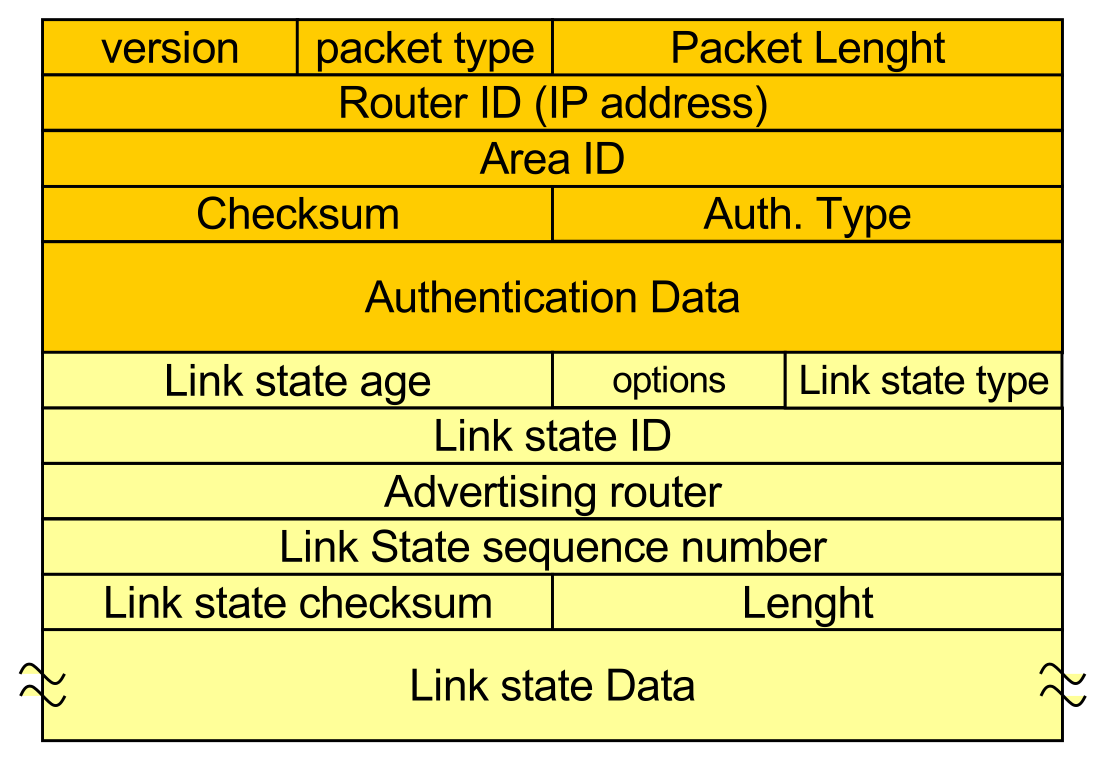 version packet type Packet Lenght
Router ID (IP address)
Area ID
Checksum Auth. Type
Authentication Data
Link state age options Link state type
Link state ID
Advertising router
Link State sequence number
Link state checksum Lenght
Link state Data